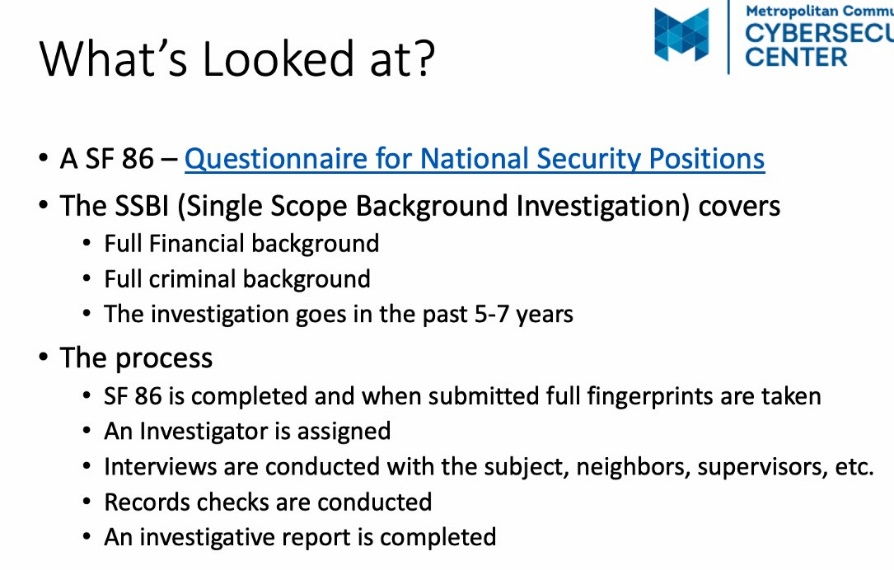 Metropolitan Commu
CYBERSECU
CENTER
What's Looked at?
• A SF 86 – Questionnaire for National Security Positions
• The SSBI (Single Scope Background Investigation) covers
• Full Financial background
• Full criminal background
• The investigation goes in the past 5-7 years
• The process
• SF 86 is completed and when submitted full fingerprints are taken
• An Investigator is assigned
• Interviews are conducted with the subject, neighbors, supervisors, etc.
• Records checks are conducted
• An investigative report is completed